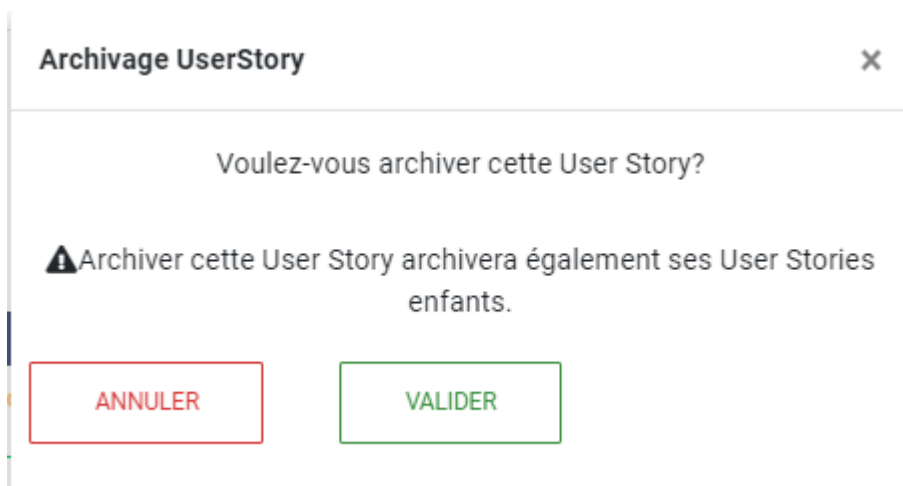 Archivage UserStory
Voulez-vous archiver cette User Story?
Archiver cette User Story archivera également ses User Stories
enfants.
ANNULER VALIDER